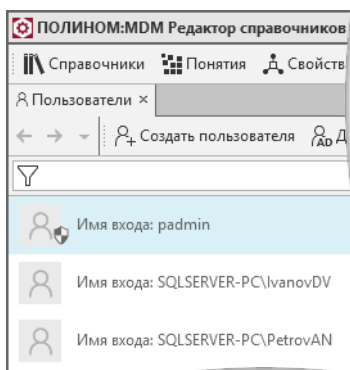 ПОЛИНОМ:MDM Редактор справочников
Справочники Понятия Свойств
Пользователи ×
Создать пользователя AD Д
Имя входа: padmin
Имя входа: SQLSERVER-PC\IvanovDV
Имя входа: SQLSERVER-PC\PetrovAN